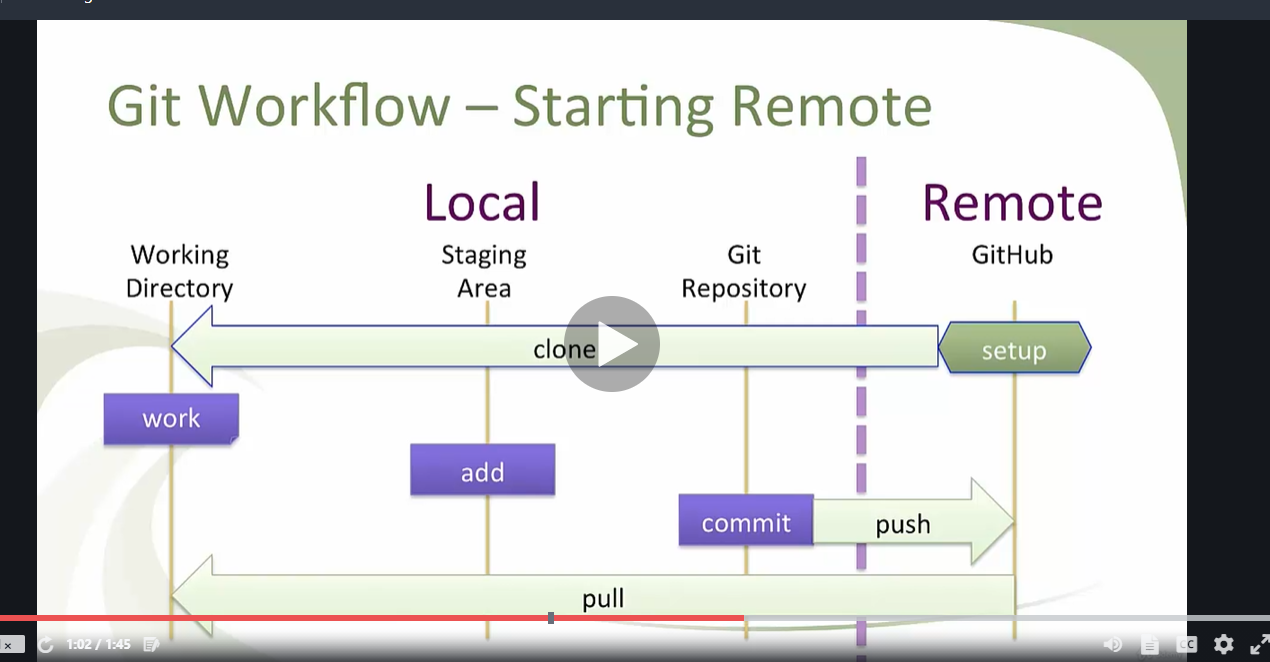 Git Workflow – Starting Remote
Local
Remote
Working
Directory
Staging
Area
Git
Repository
GitHub
clone
setup
work
add
commit
push
pull
x
1:02 / 1:45
CC